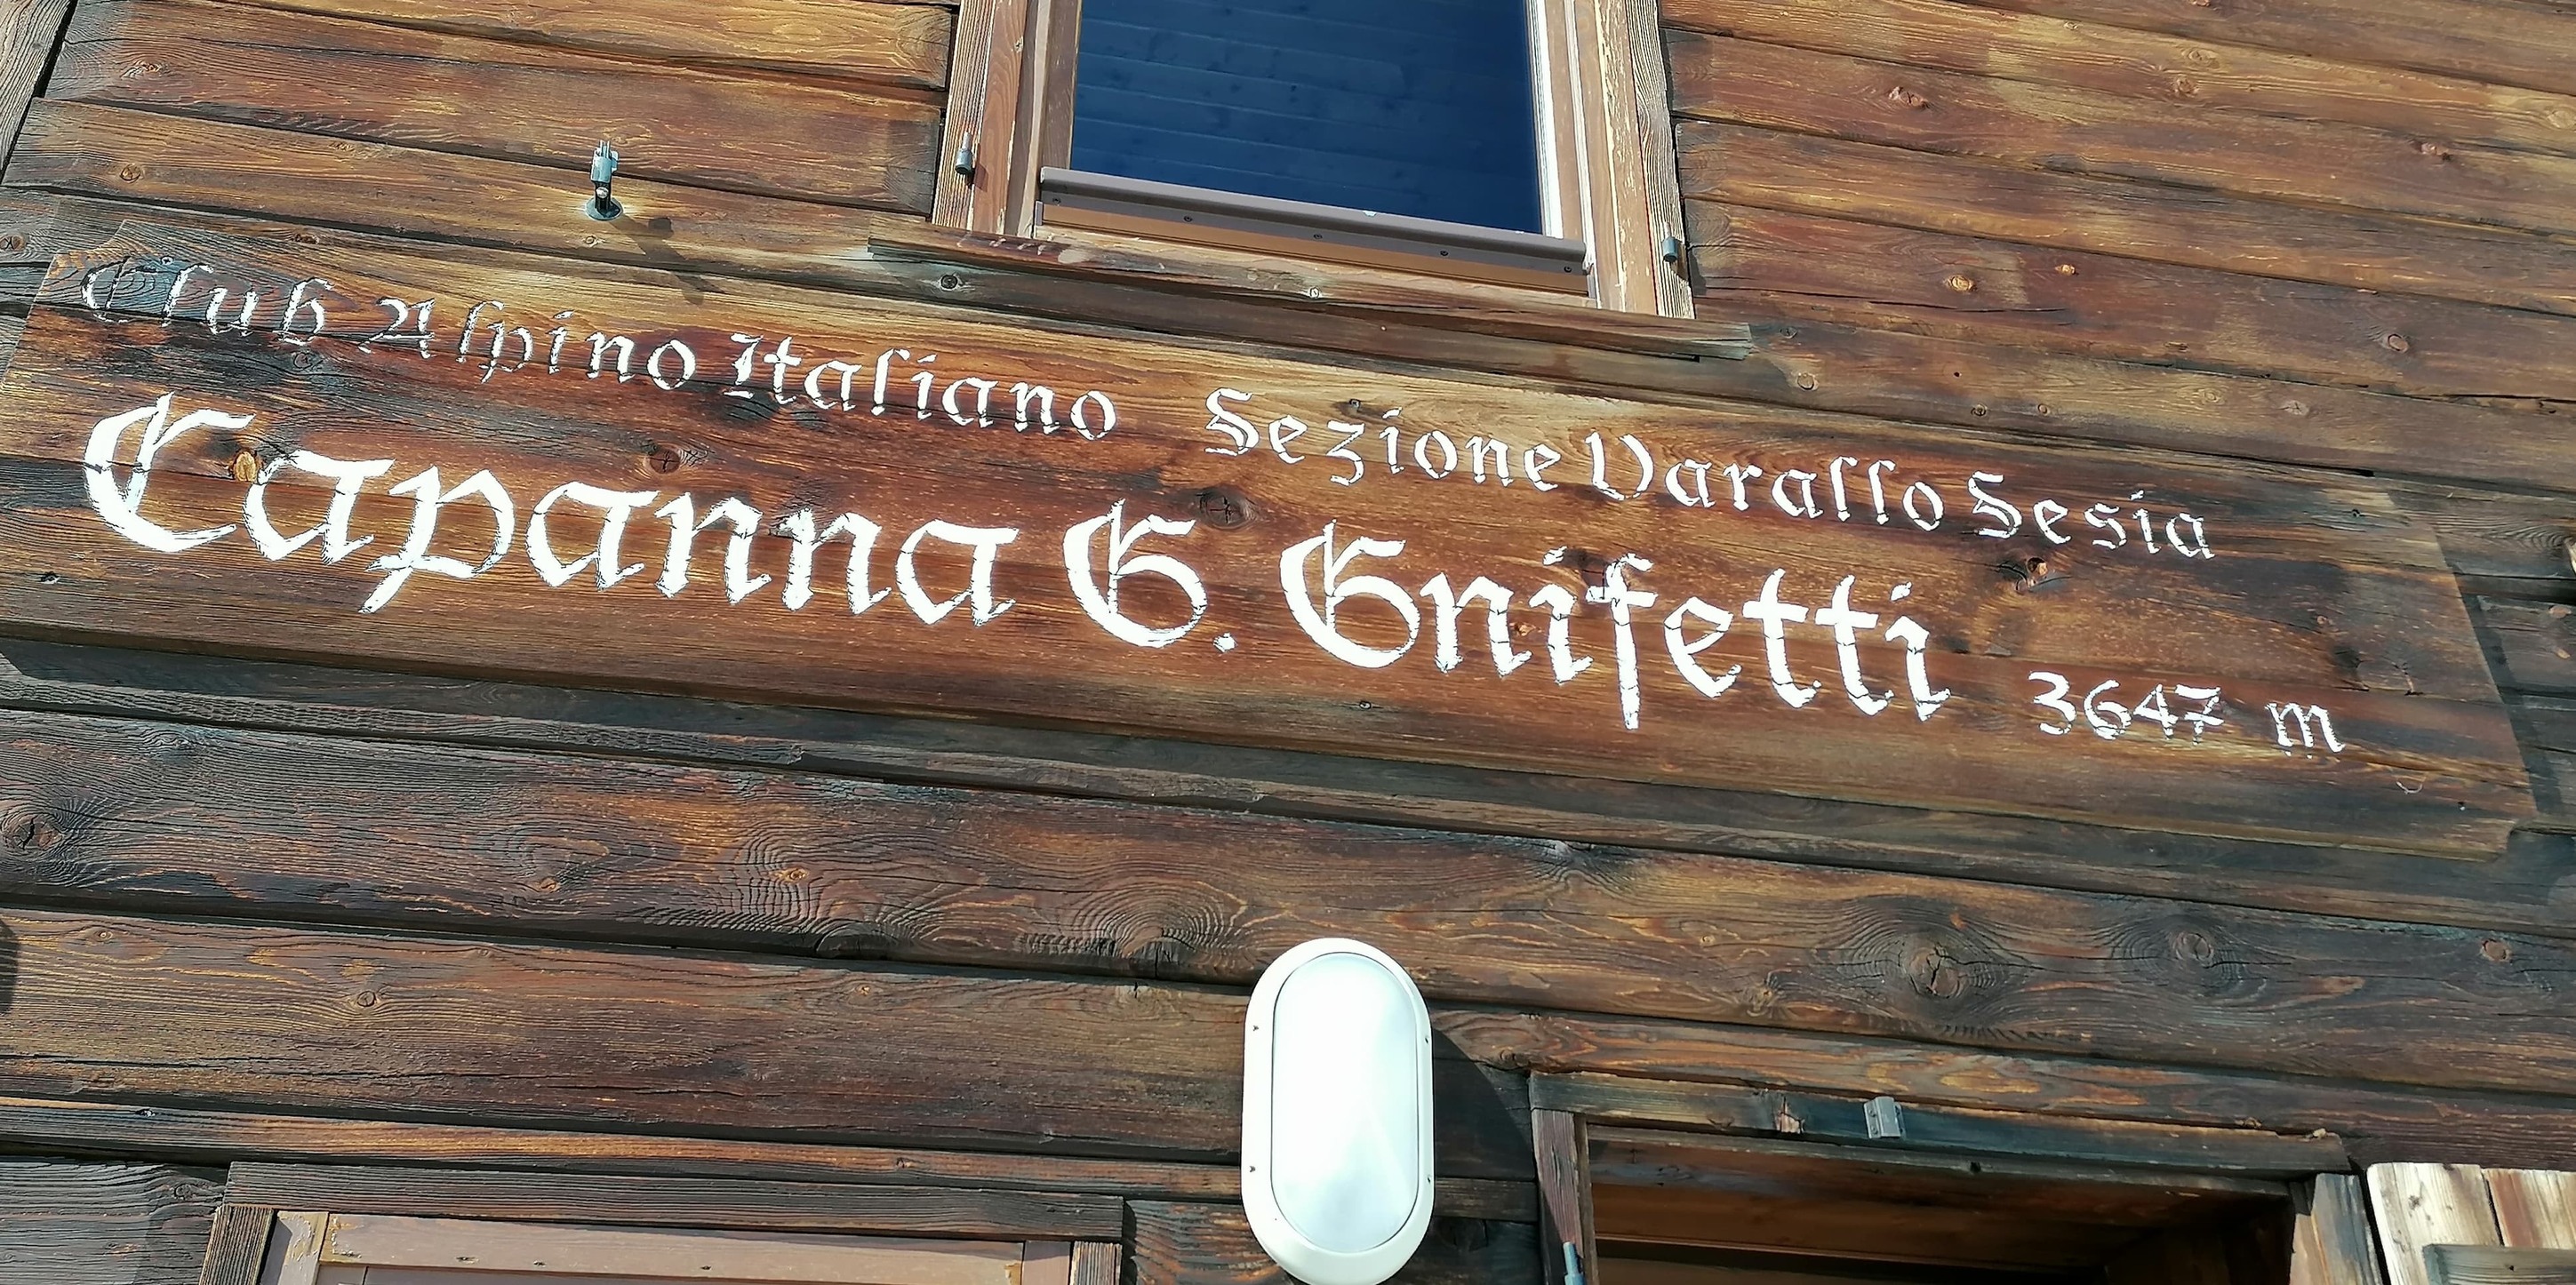 Club Alpino Italiano Sezione Varallo Sesia
Capanna G. Gnifetti 3647 m